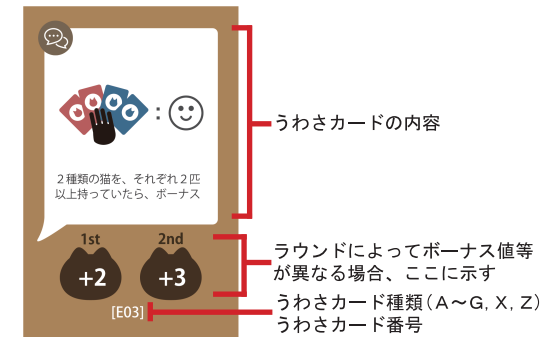 うわさカードの内容
:
２種類の猫を、それぞれ２匹
以上持っていたら、ボーナス
1st 2nd
+2 +3
ラウンドによってボーナス値等
が異なる場合、ここに示す
[E03]
うわさカード種類（A～G, X, Z）
うわさカード番号